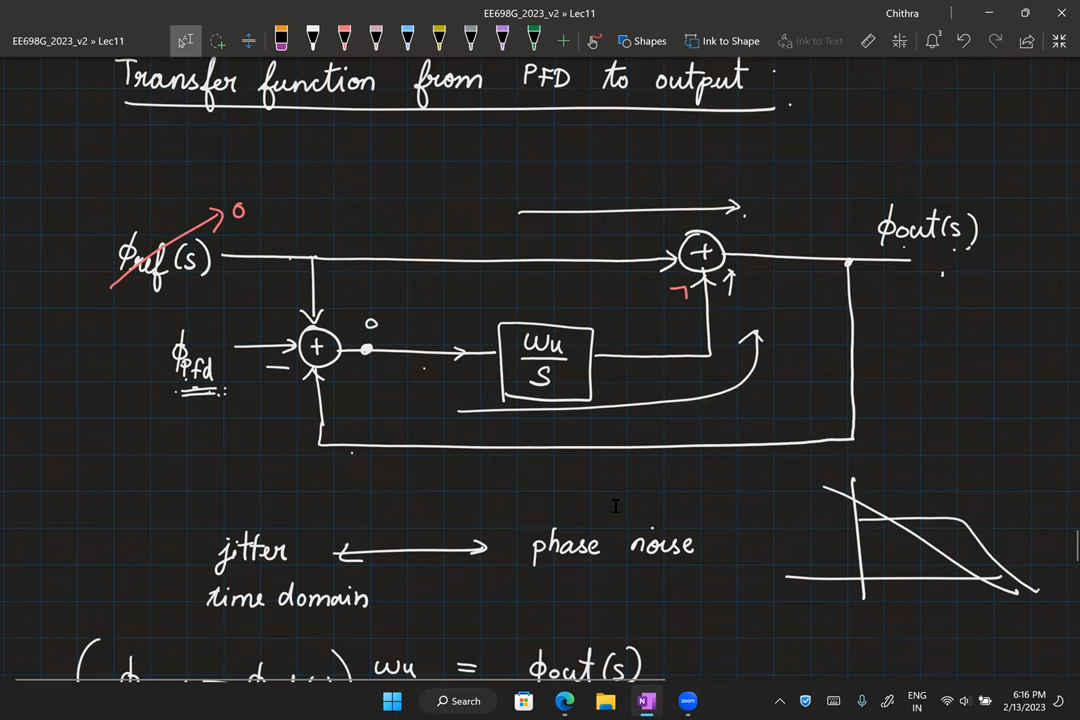 EE698G_2023_v2 » Lec11
Chithra
EE698G_2023_v2 » Lec11
Shapes
Ink to Shape
Ink to Text
Transfer function from PFD to output :
ϕref(s)
0
+
ϕout(s)
ϕpfd
+
−
0
ωu
s
jitter
phase noise
time domain
ωu = ϕout(s)
Search
ENG
IN
6:16 PM
2/13/2023